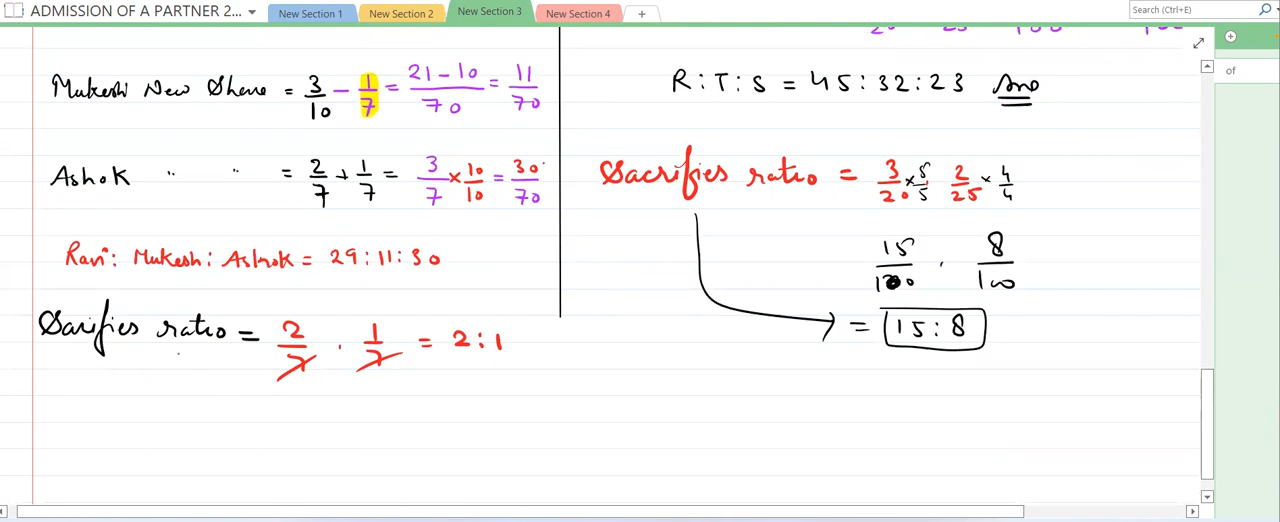 ADMISSION OF A PARTNER 2...
New Section 1
New Section 2
New Section 3
New Section 4
+
Search (Ctrl+E)
of
Mukesh New Share = 3/10 - 1/7 = 21-10/70 = 11/70
Ashok " " = 2/7 + 1/7 = 3/7 × 10/10 = 30/70
Ravi : Mukesh : Ashok = 29:11:30
Sarifies ratio = 2/7 . 1/7 = 2:1
R:T:S = 45:32:23 Ans
Sacrifies ratio = 3/20 × 5/5, 2/25 × 4/4
15/100 , 8/100
= 15:8